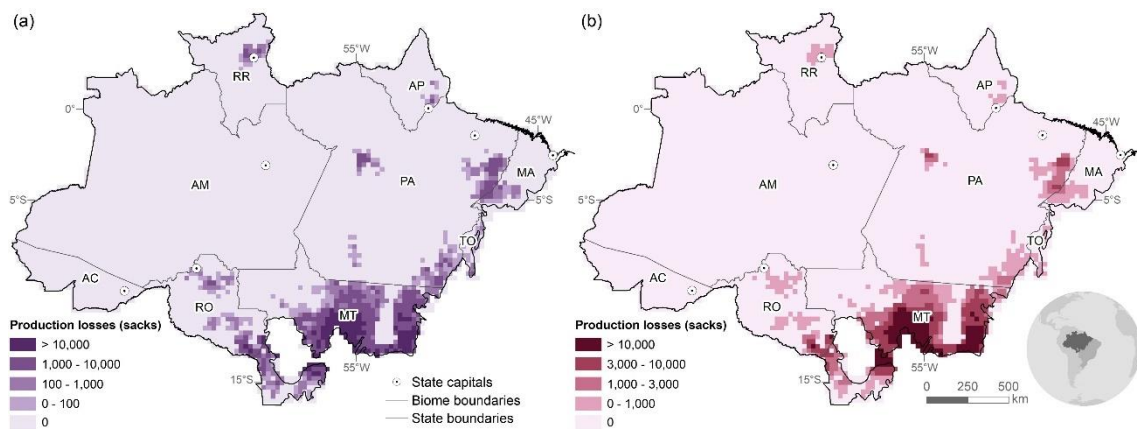 (a)
RR
55°W
AP
0°
45°W
AM
PA
MA
5°S
5°S
TO
AC
RO
MT
15°S
55°W
Production losses (sacks)
> 10,000
1,000 - 10,000
100 - 1,000
0 - 100
0
State capitals
Biome boundaries
State boundaries
(b)
RR
55°W
AP
0°
45°W
AM
PA
MA
5°S
5°S
TO
AC
RO
MT
15°S
55°W
Production losses (sacks)
> 10,000
3,000 - 10,000
1,000 - 3,000
0 - 1,000
0
0 250 500
km